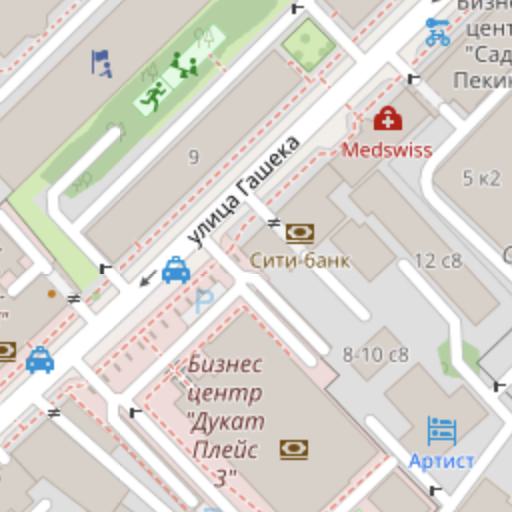 Бизнес
центр
"Сад
Пекин
Medswiss
9
5 к2
улица Гашека
Сити-банк
12 с8
P
8-10 с8
Бизнес
центр
"Дукат
Плейс
3"
Артист